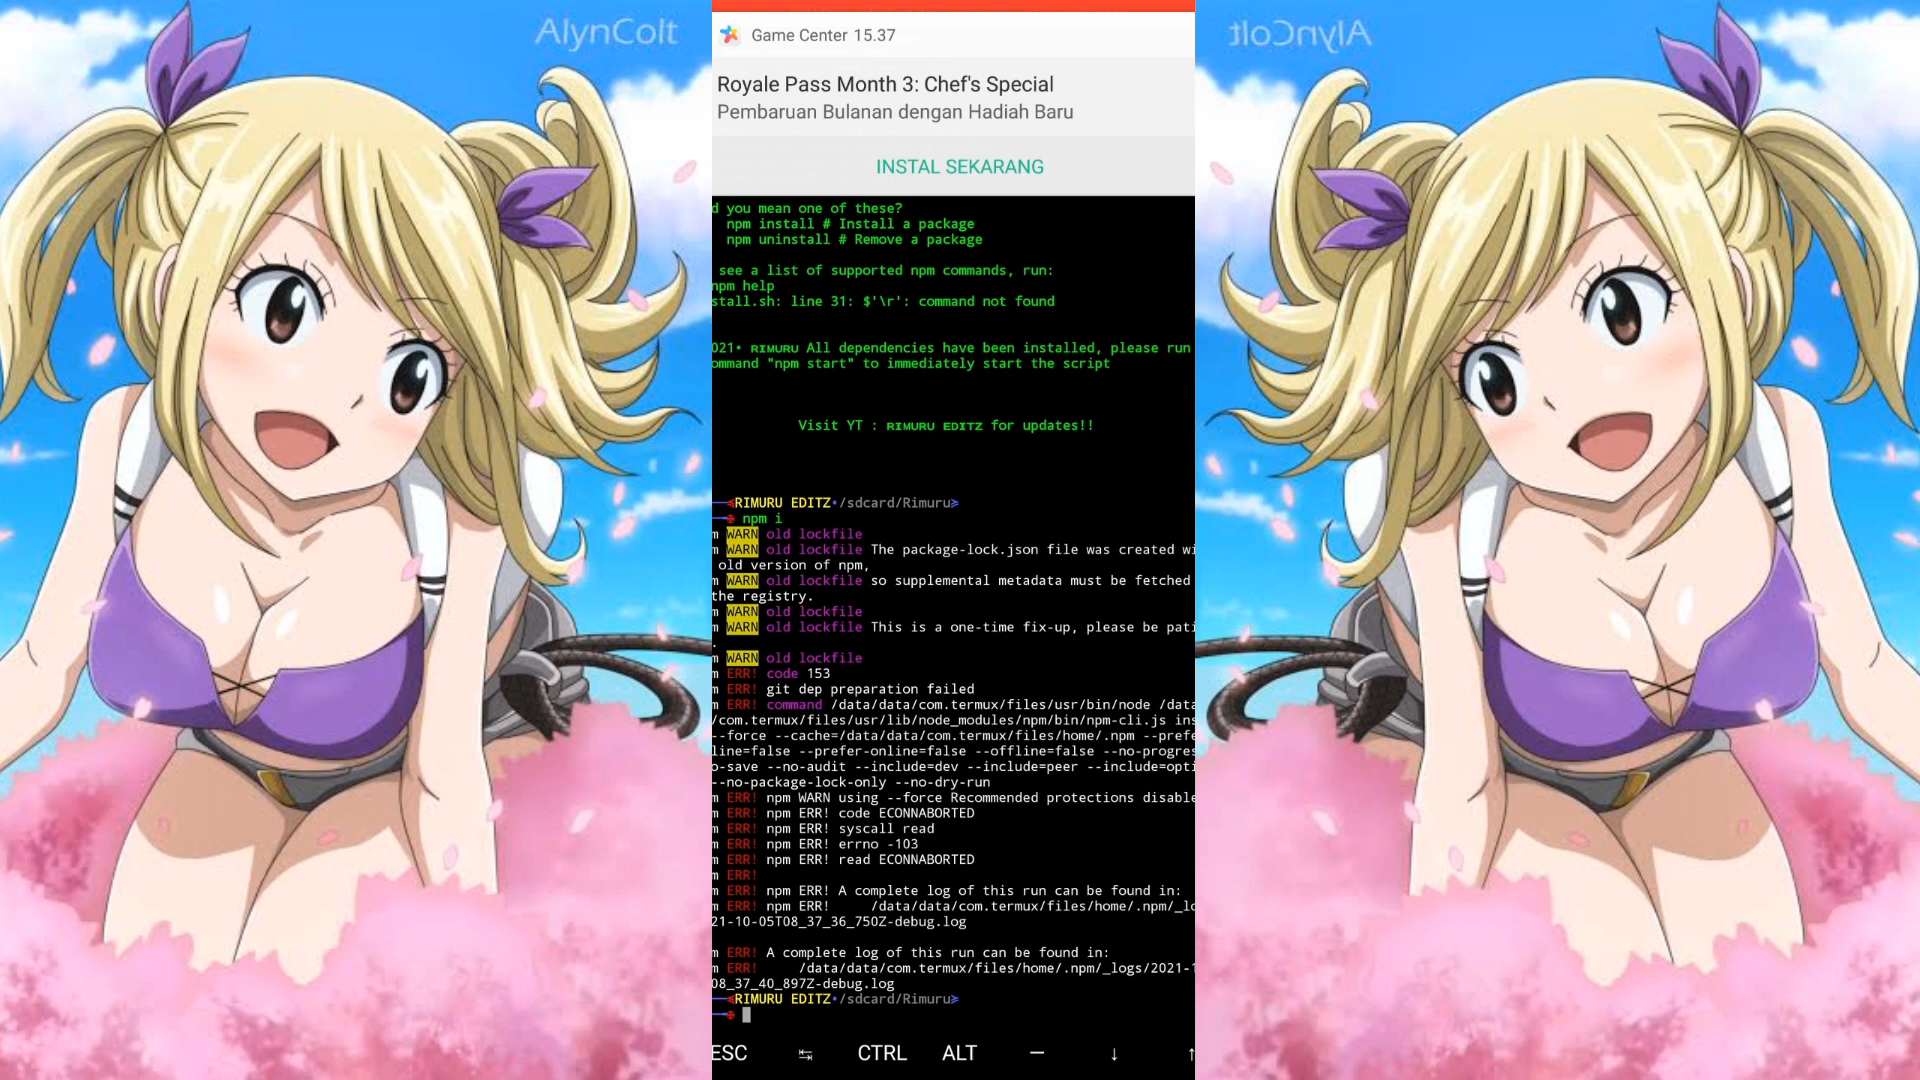 AlynColt
Game Center 15.37
AlynColt
Royale Pass Month 3: Chef's Special
Pembaruan Bulanan dengan Hadiah Baru
INSTAL SEKARANG
d you mean one of these?
npm install # Install a package
npm uninstall # Remove a package
see a list of supported npm commands, run:
npm help
stall.sh: line 31: $'\r': command not found
021• RIMURU All dependencies have been installed, please run
ommand "npm start" to immediately start the script
Visit YT : RIMURU EDITZ for updates!!
RIMURU EDITZ•/sdcard/Rimuru
npm i
m WARN old lockfile
m WARN old lockfile The package-lock.json file was created wi
old version of npm,
m WARN old lockfile so supplemental metadata must be fetched
the registry.
m WARN old lockfile
m WARN old lockfile This is a one-time fix-up, please be pati
.
m WARN old lockfile
m ERR! code 153
m ERR! git dep preparation failed
m ERR! command /data/data/com.termux/files/usr/bin/node /data
/com.termux/files/usr/lib/node_modules/npm/bin/npm-cli.js ins
--force --cache=/data/data/com.termux/files/home/.npm --prefe
line=false --prefer-online=false --offline=false --no-progres
o-save --no-audit --include=dev --include=peer --include=opti
--no-package-lock-only --no-dry-run
m ERR! npm WARN using --force Recommended protections disable
m ERR! npm ERR! code ECONNABORTED
m ERR! npm ERR! syscall read
m ERR! npm ERR! errno -103
m ERR! npm ERR! read ECONNABORTED
m ERR!
m ERR! npm ERR! A complete log of this run can be found in:
m ERR! npm ERR!     /data/data/com.termux/files/home/.npm/_lo
21-10-05T08_37_36_750Z-debug.log
m ERR! A complete log of this run can be found in:
m ERR!     /data/data/com.termux/files/home/.npm/_logs/2021-1
08_37_40_897Z-debug.log
RIMURU EDITZ•/sdcard/Rimuru
ESC ↹ CTRL ALT — ↓ ↑